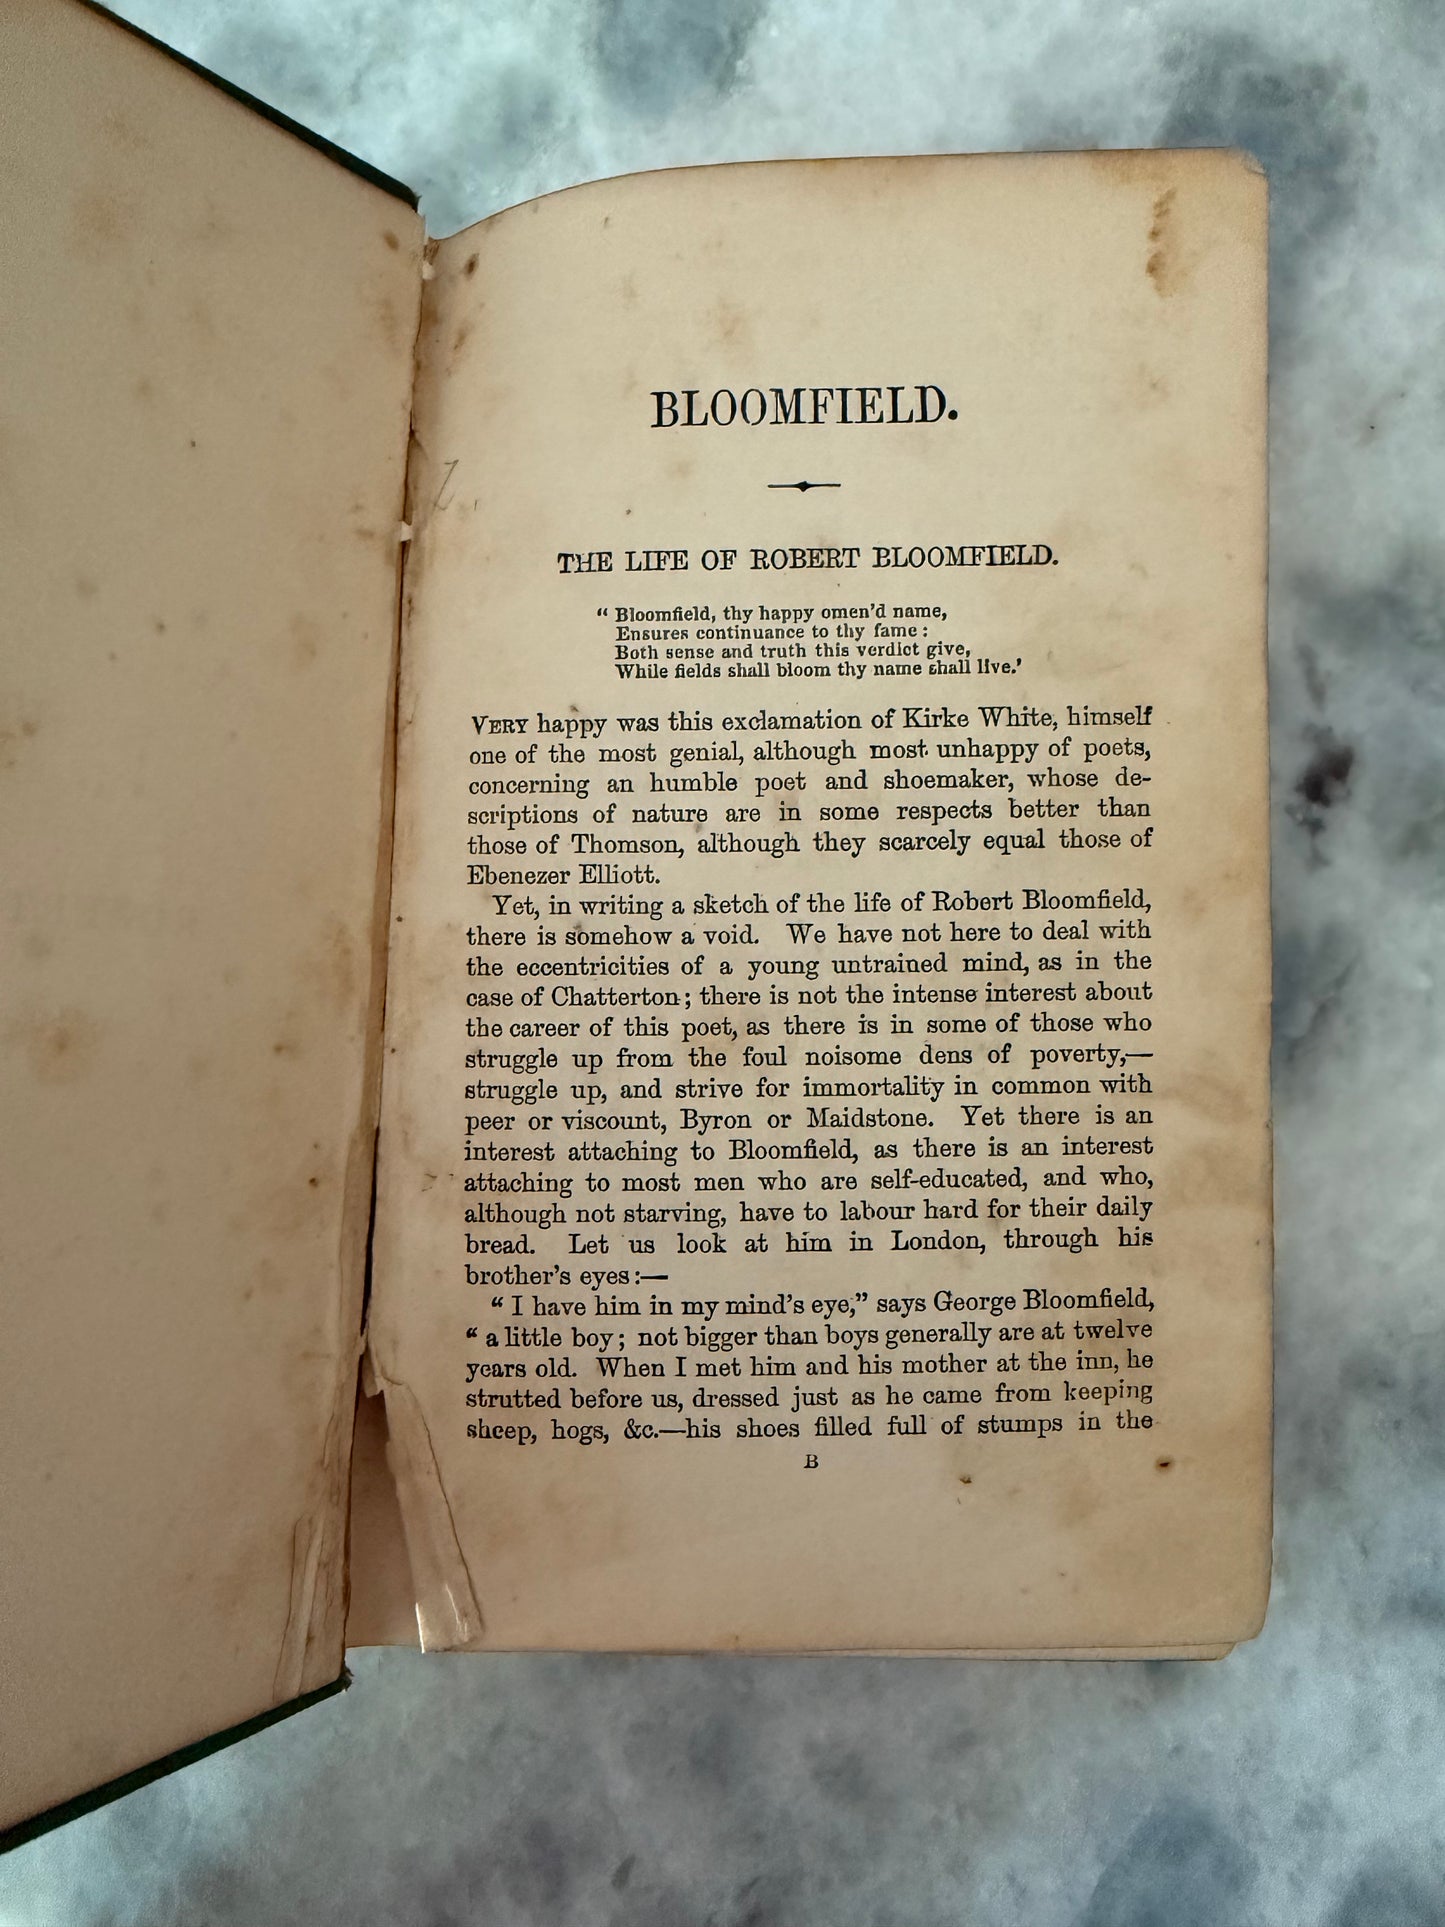 BLOOMFIELD.
THE LIFE OF ROBERT BLOOMFIELD.
“ Bloomfield, thy happy omen’d name,
Ensures continuance to thy fame :
Both sense and truth this verdict give,
While fields shall bloom thy name shall live.’
VERY happy was this exclamation of Kirke White, himself
one of the most genial, although most unhappy of poets,
concerning an humble poet and shoemaker, whose de-
scriptions of nature are in some respects better than
those of Thomson, although they scarcely equal those of
Ebenezer Elliott.
Yet, in writing a sketch of the life of Robert Bloomfield,
there is somehow a void. We have not here to deal with
the eccentricities of a young untrained mind, as in the
case of Chatterton; there is not the intense interest about
the career of this poet, as there is in some of those who
struggle up from the foul noisome dens of poverty,—
struggle up, and strive for immortality in common with
peer or viscount, Byron or Maidstone. Yet there is an
interest attaching to Bloomfield, as there is an interest
attaching to most men who are self-educated, and who,
although not starving, have to labour hard for their daily
bread. Let us look at him in London, through his
brother’s eyes:—
“ I have him in my mind’s eye,” says George Bloomfield,
“ a little boy; not bigger than boys generally are at twelve
years old. When I met him and his mother at the inn, he
strutted before us, dressed just as he came from keeping
sheep, hogs, &c.—his shoes filled full of stumps in the
B